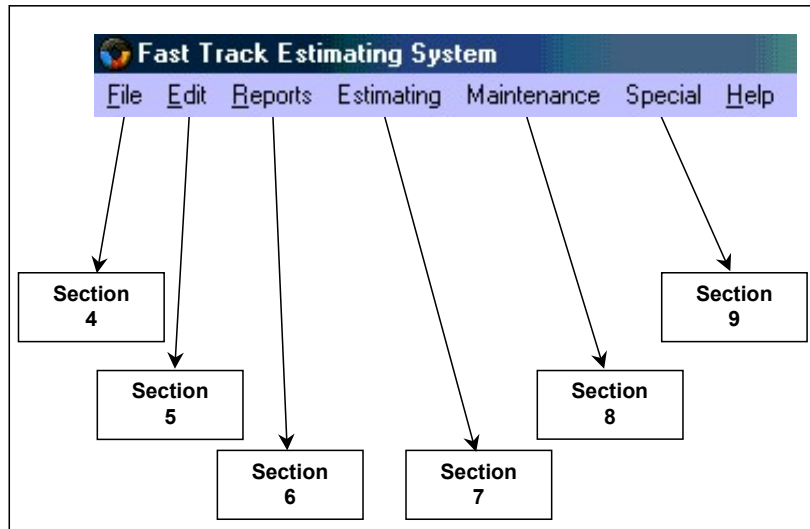 Fast Track Estimating System
File Edit Reports Estimating Maintenance Special Help
Section
4
Section
9
Section
5
Section
8
Section
6
Section
7